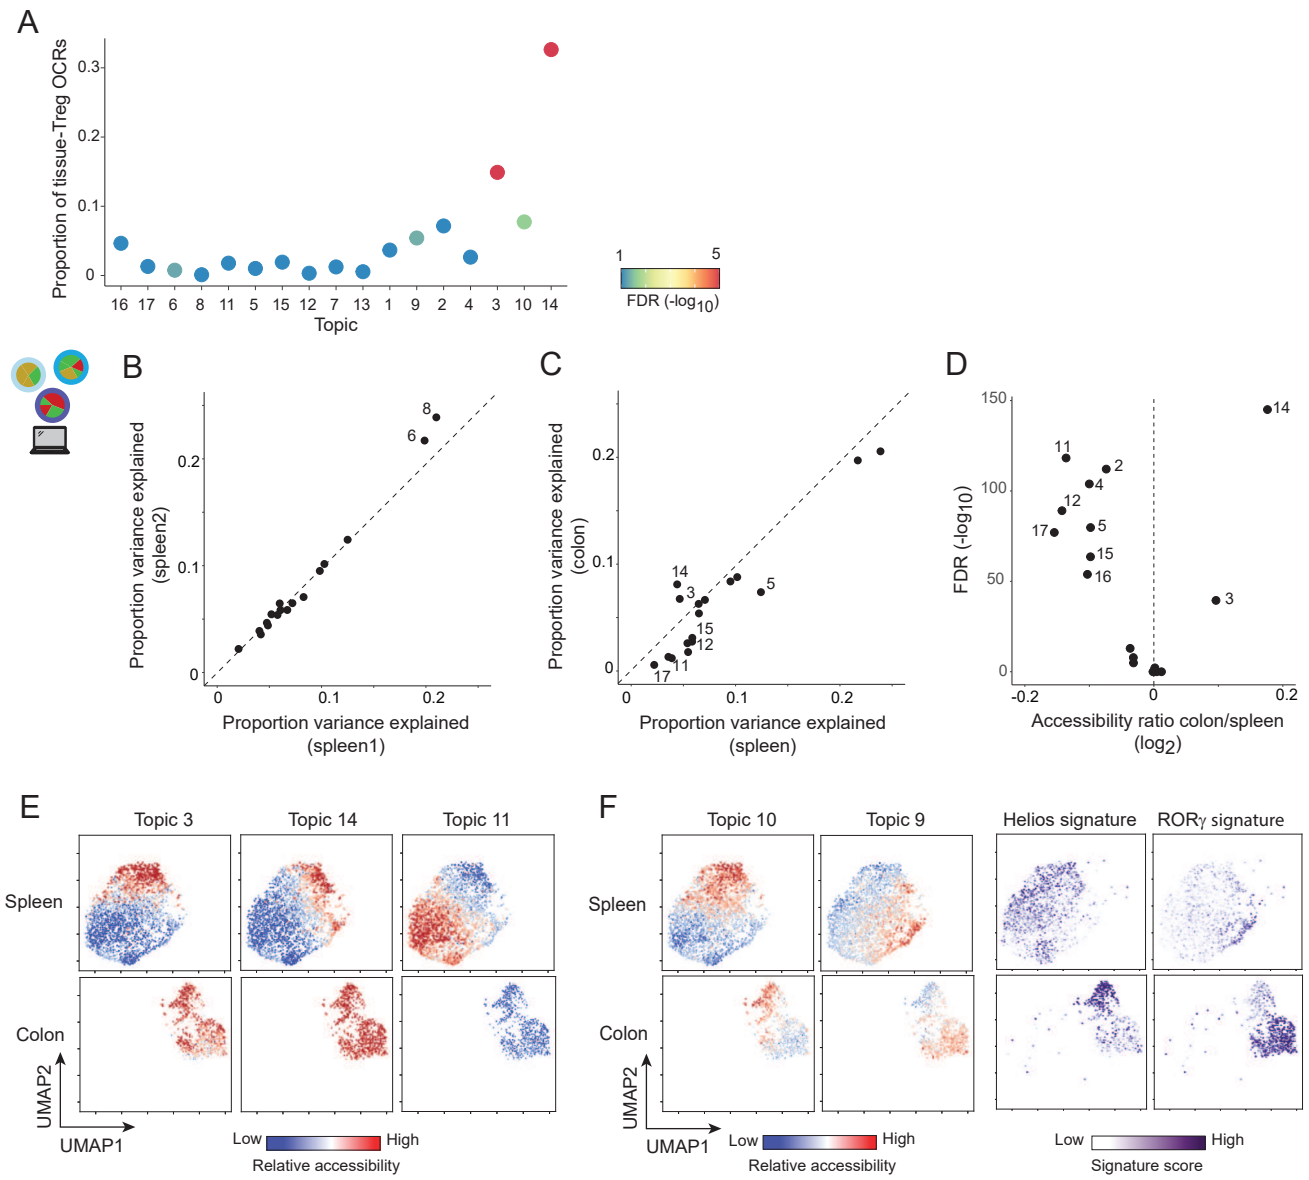 A
Proportion of tissue-Treg OCRs
0.3
0.2
0.1
0
16 17 6 8 11 5 15 12 7 13 1 9 2 4 3 10 14
Topic
1 5
FDR (-log10)
B
Proportion variance explained
(spleen2)
0.2
0.1
0
8
6
0 0.1 0.2
Proportion variance explained
(spleen1)
C
Proportion variance explained
(colon)
0.2
0.1
0
14
3
5
15
12
11
17
0 0.1 0.2
Proportion variance explained
(spleen)
D
FDR (-log10)
150
100
50
0
14
11
2
4
12
17
5
15
16
3
-0.2 0 0.2
Accessibility ratio colon/spleen
(log2)
E
Topic 3 Topic 14 Topic 11
Spleen
Colon
UMAP2
UMAP1
Low High
Relative accessibility
F
Topic 10 Topic 9 Helios signature RORγ signature
Spleen
Colon
UMAP2
UMAP1
Low High
Relative accessibility
Low High
Signature score